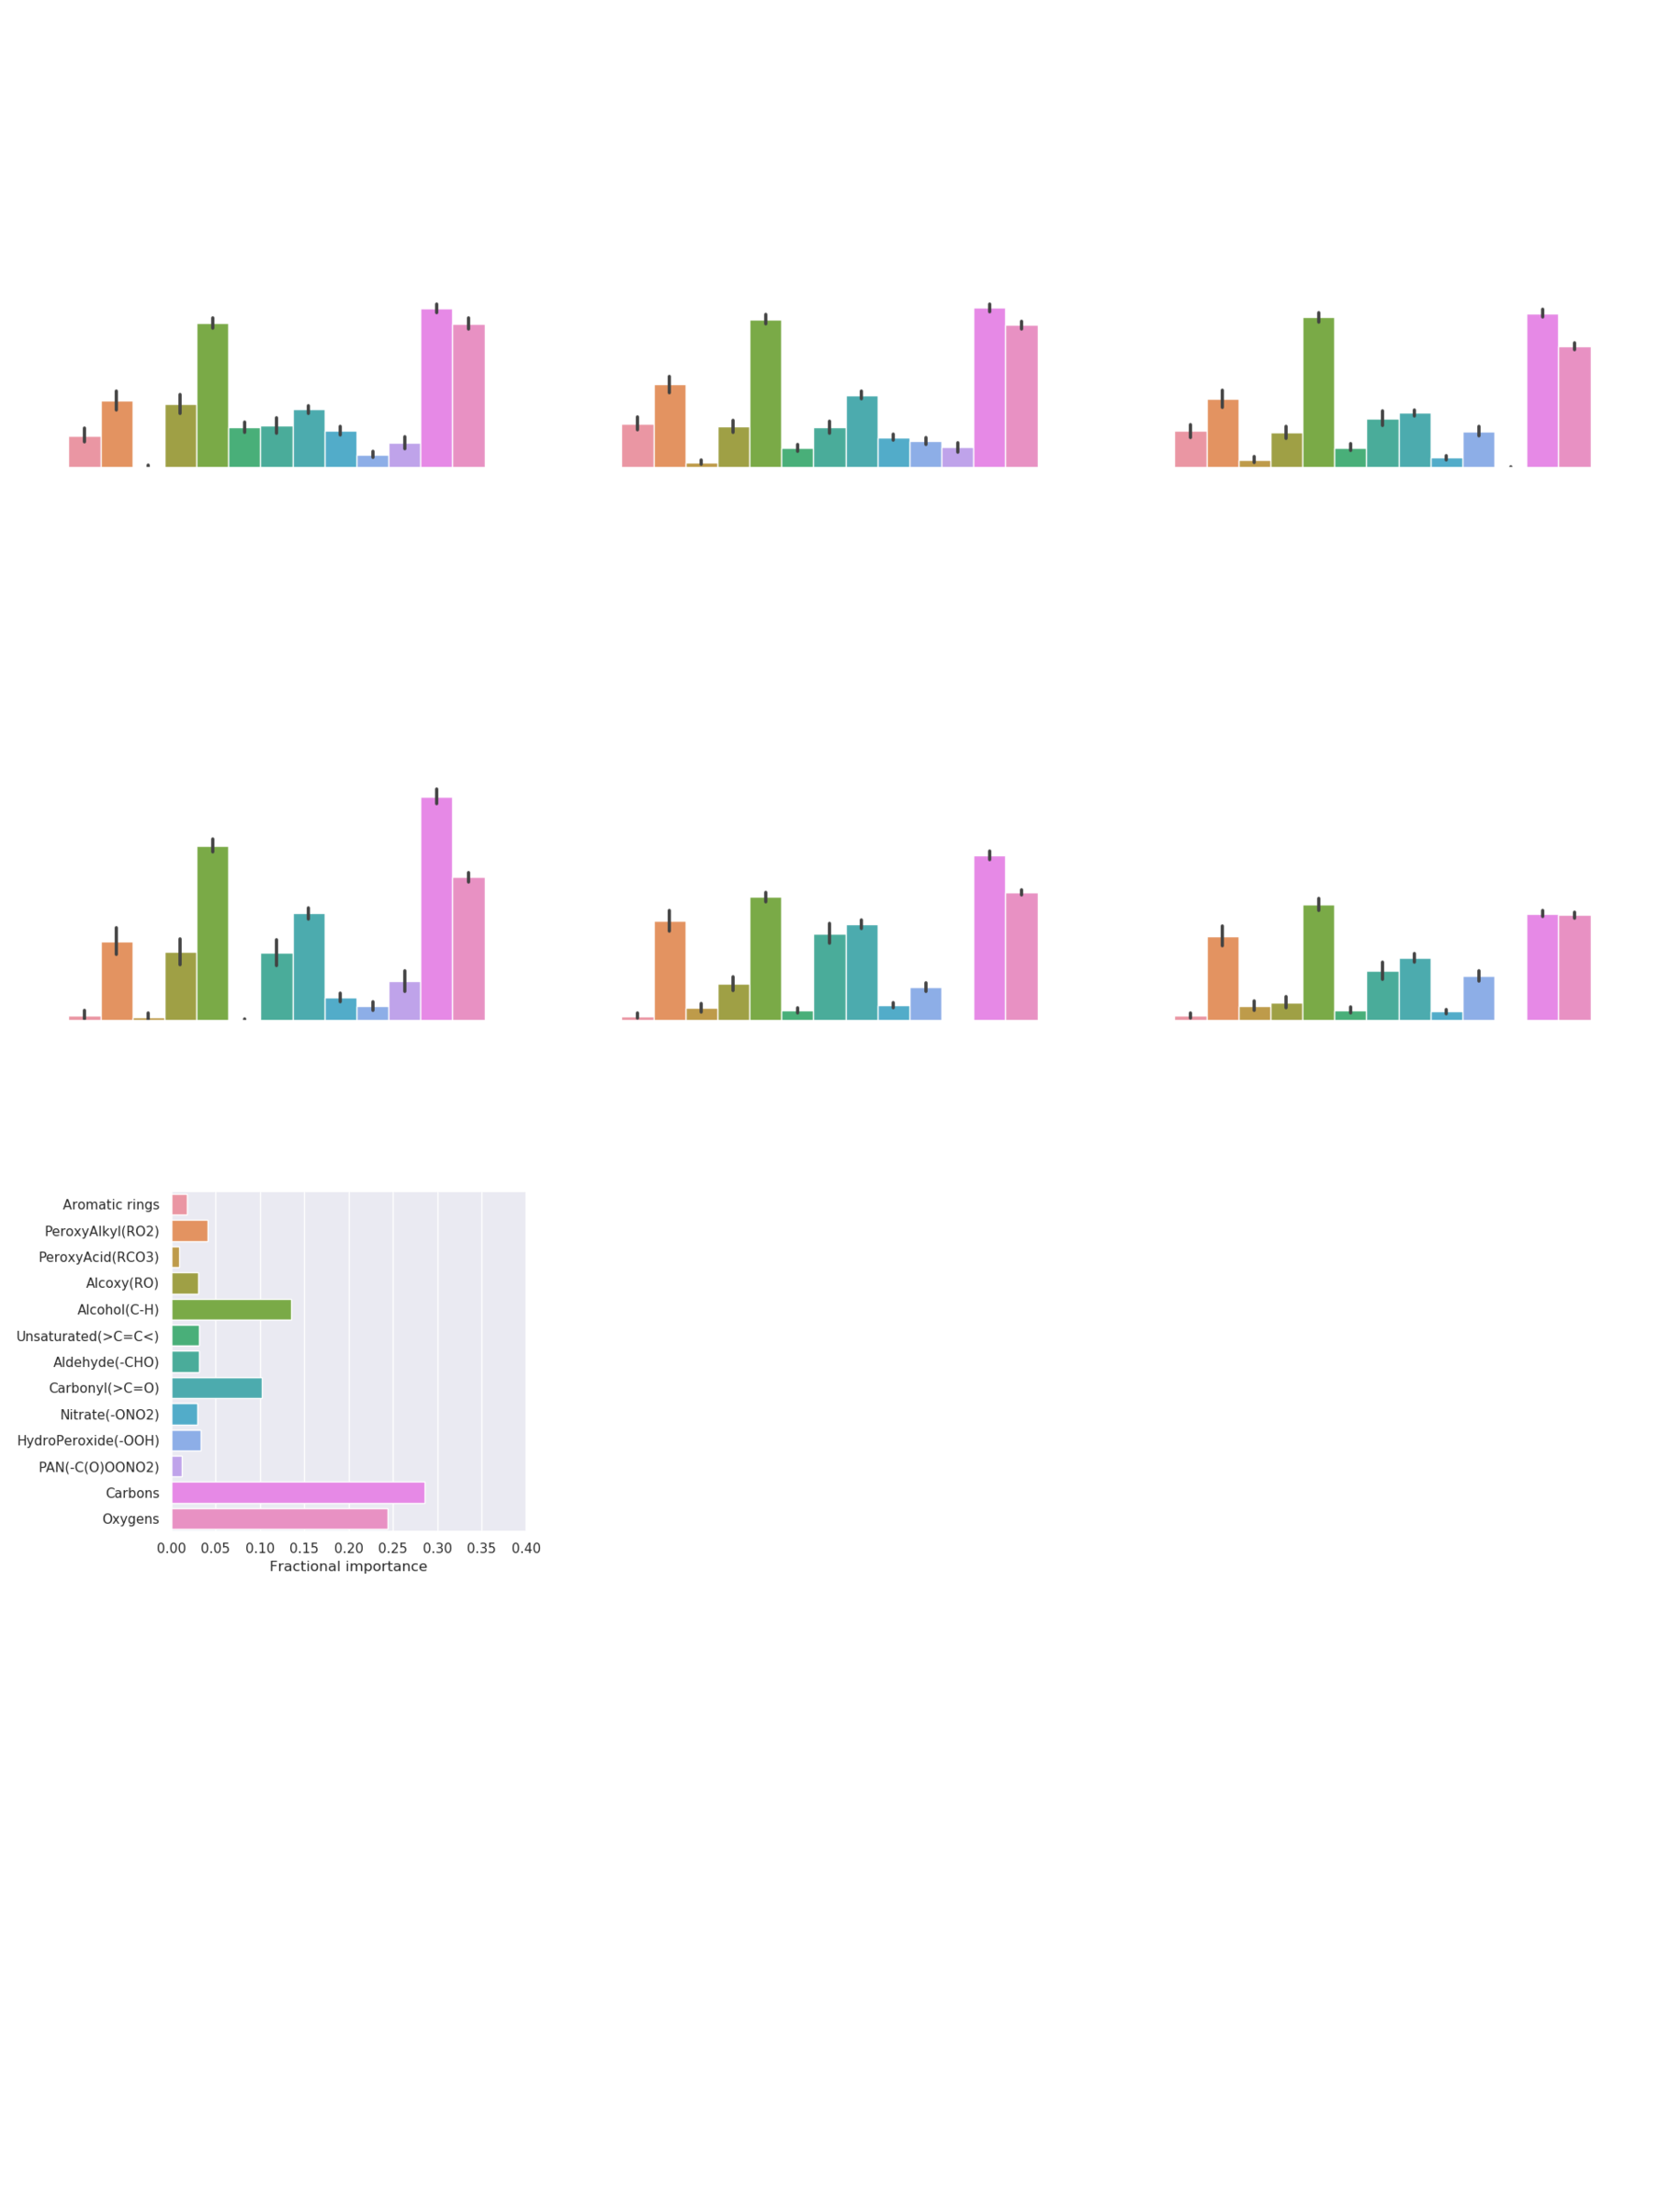 Aromatic rings
PeroxyAlkyl(RO2)
PeroxyAcid(RCO3)
Alcoxy(RO)
Alcohol(C-H)
Unsaturated(>C=C<)
Aldehyde(-CHO)
Carbonyl(>C=O)
Nitrate(-ONO2)
HydroPeroxide(-OOH)
PAN(-C(O)OONO2)
Carbons
Oxygens
0.00 0.05 0.10 0.15 0.20 0.25 0.30 0.35 0.40
Fractional importance